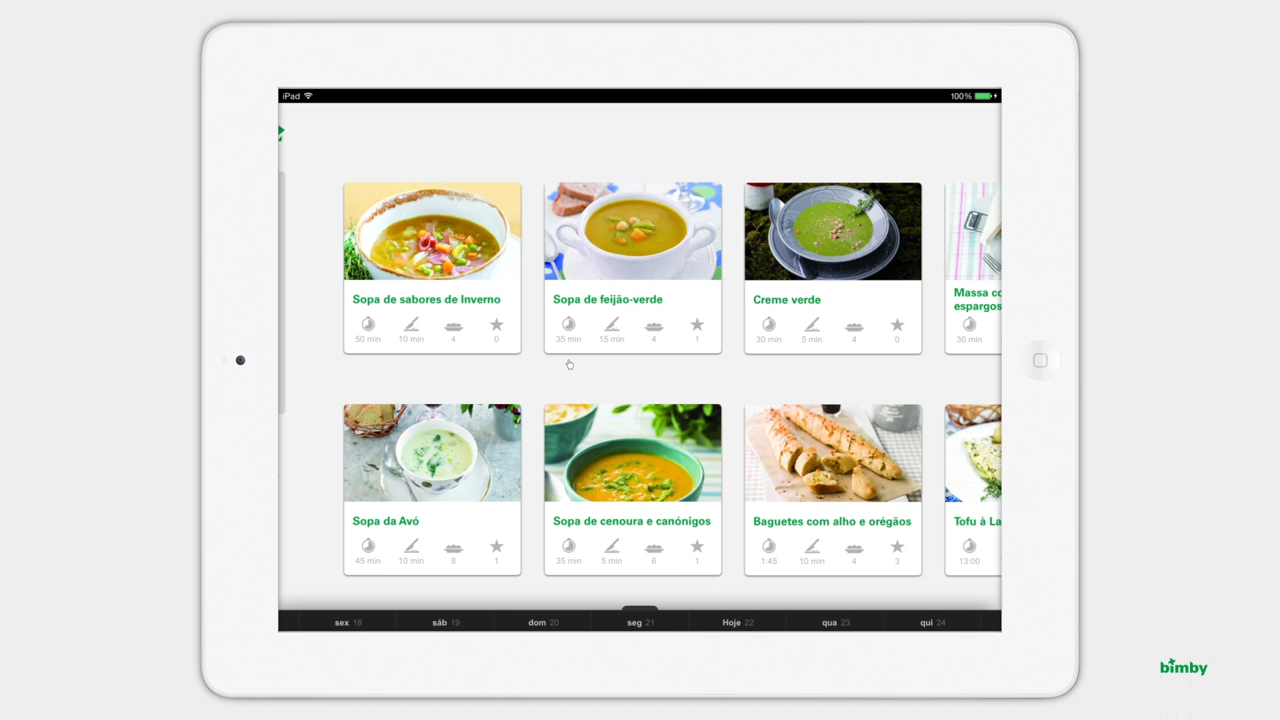 iPad
100%
Sopa de sabores de Inverno
50 min 10 min 4 0
Sopa de feijão-verde
35 min 15 min 4 1
Creme verde
30 min 5 min 4 0
Massa co
espargos
30 min
Sopa da Avó
45 min 10 min 8 1
Sopa de cenoura e canónigos
35 min 5 min 6 1
Baguetes com alho e orégãos
1:45 10 min 4 3
Tofu à La
13:00
sex 18 sáb 19 dom 20 seg 21 Hoje 22 qua 23 qui 24
bimby